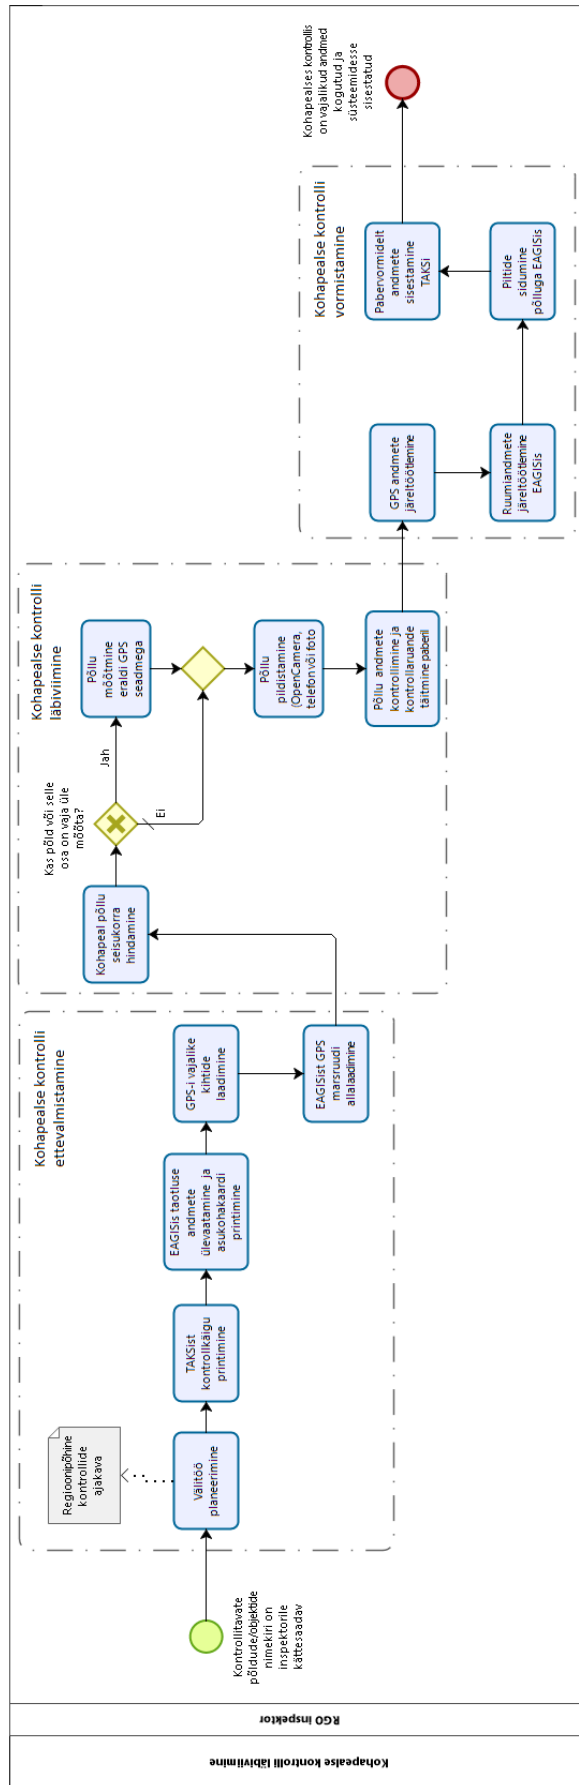 Kohapealse kontrolli läbiviimine
RGO inspektor
Kontrollitavate
põldude/objektide
nimekiri on
inspektorile
kättesaadav
Kohapealse kontrolli
ettevalmistamine
Regioonipõhine
kontrollide
ajakava
Välitöö
planeerimine
TAKSist
kontrollkäigu
printimine
EAGISis taotluse
andmete
ülevaatamine ja
asukohakaardi
printimine
GPS-i vajalike
kihtide
laadimine
EAGISist GPS
marsruudi
allalaadimine
Kohapealse kontrolli
läbiviimine
Kohapeal põllu
seisukorra
hindamine
Kas põld või selle
osa on vaja üle
mõõta?
Jah
Ei
Põllu
mõõtmine
eraldi GPS
seadmega
Põllu
pildistamine
(OpenCamera,
telefon või foto
Põllu andmete
kontrollimine ja
kontrollaruande
täitmine paberil
Kohapealse kontrolli
vormistamine
GPS andmete
järeltöötlemine
Ruumiandmete
järeltöötlemine
EAGISis
Piltide
sidumine
põlluga EAGISis
Pabervormidelt
andmete
sisestamine
TAKSi
Kohapealses kontrollis
on vajalikud andmed
kogutud ja
süsteemidesse
sisestatud